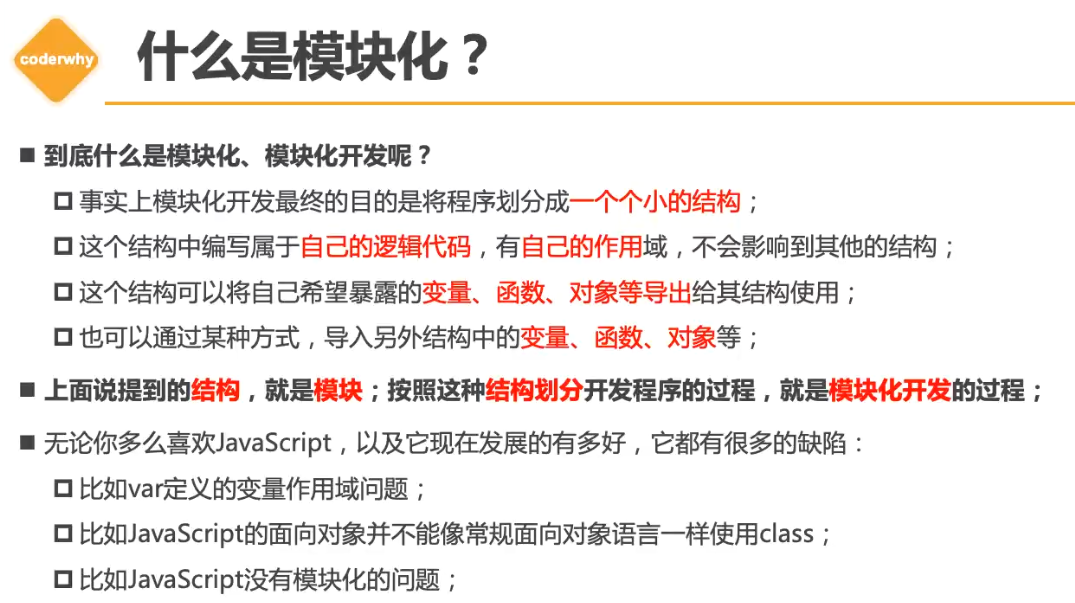 coderwhy
什么是模块化？
到底什么是模块化、模块化开发呢？
事实上模块化开发最终的目的是将程序划分成一个个小的结构；
这个结构中编写属于自己的逻辑代码，有自己的作用域，不会影响到其他的结构；
这个结构可以将自己希望暴露的变量、函数、对象等导出给其结构使用；
也可以通过某种方式，导入另外结构中的变量、函数、对象等；
上面说提到的结构，就是模块；按照这种结构划分开发程序的过程，就是模块化开发的过程；
无论你多么喜欢JavaScript，以及它现在发展的有多好，它都有很多的缺陷：
比如var定义的变量作用域问题；
比如JavaScript的面向对象并不能像常规面向对象语言一样使用class；
比如JavaScript没有模块化的问题；